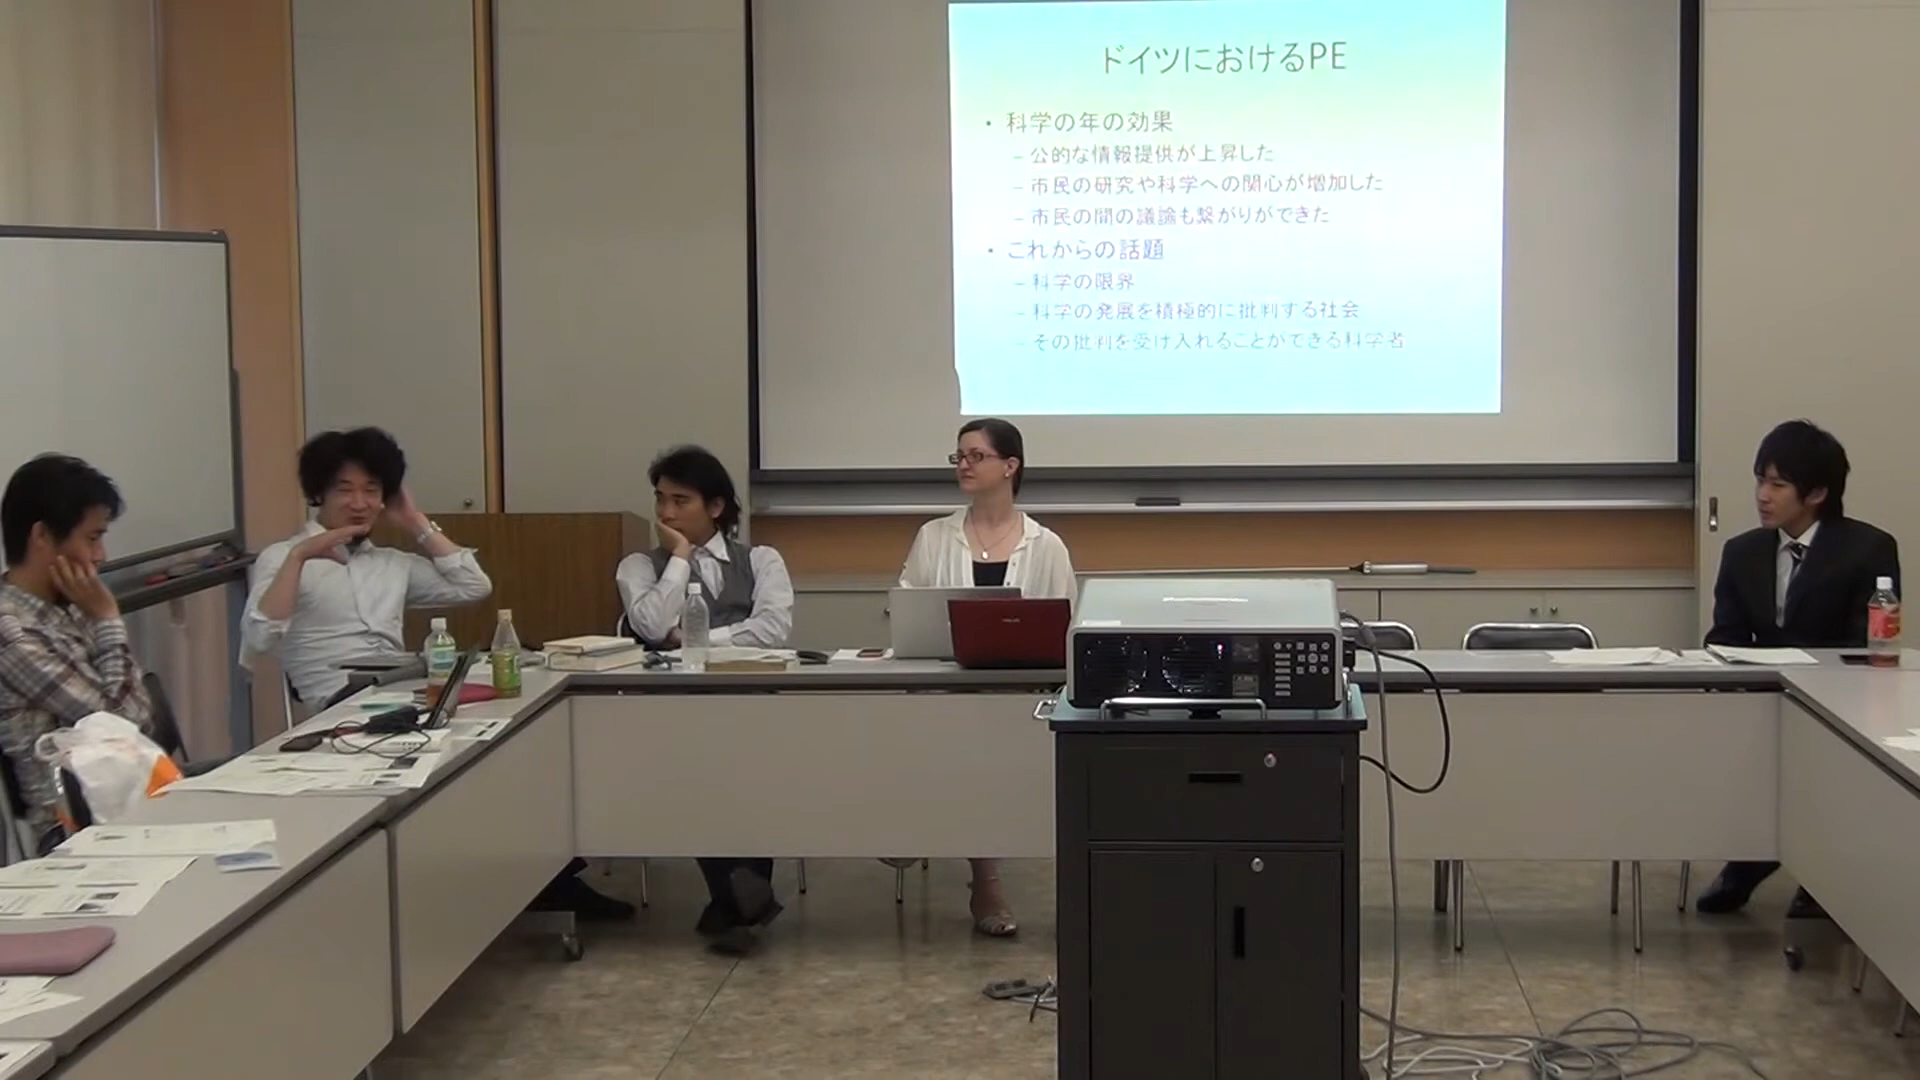 ドイツにおけるPE
• 科学の年の効果
– 公的な情報提供が上昇した
– 市民の研究や科学への関心が増加した
– 市民の間の議論も繋がりができた
• これからの話題
– 科学の限界
– 科学の発展を積極的に批判する社会
– その批判を受け入れることができる科学者